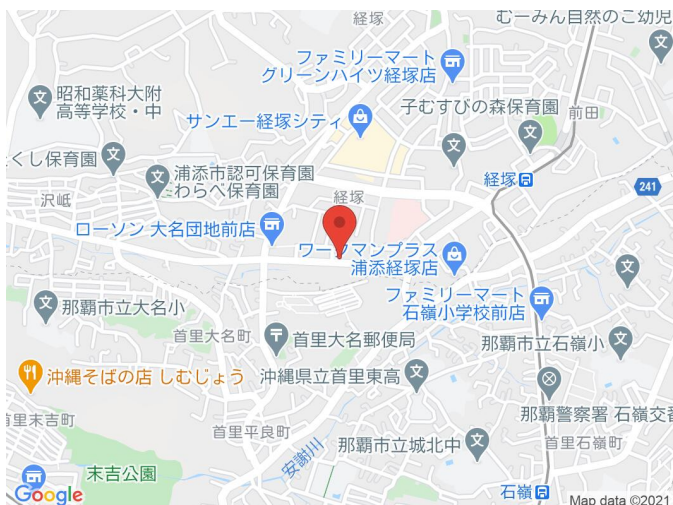 むーみん自然のこ幼児
経塚
ファミリーマート
グリーンハイツ経塚店
昭和薬科大附
高等学校・中
サンエー経塚シティ
子むすびの森保育園
前田
くし保育園
浦添市認可保育園
わらべ保育園
経塚
241
沢岻
経塚
ローソン 大名団地前店
ワークマンプラス
浦添経塚店
ファミリーマート
石嶺小学校前店
那覇市立大名小
首里大名町
首里大名郵便局
那覇市立石嶺小
沖縄そばの店 しむじょう
沖縄県立首里東高
那覇警察署 石嶺交番
首里末吉町
首里平良町
安謝川
那覇市立城北中
首里石嶺町
末吉公園
石嶺
Google
Map data ©2021